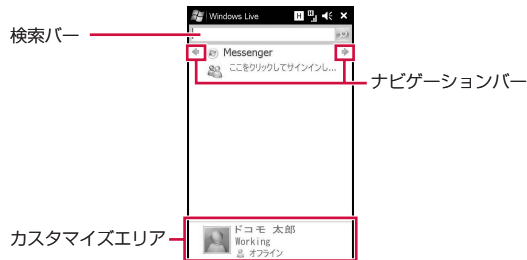 Windows Live
検索バー
Messenger
ここをクリックしてサインインし...
ナビゲーションバー
カスタマイズエリア
ドコモ 太郎
Working
オフライン